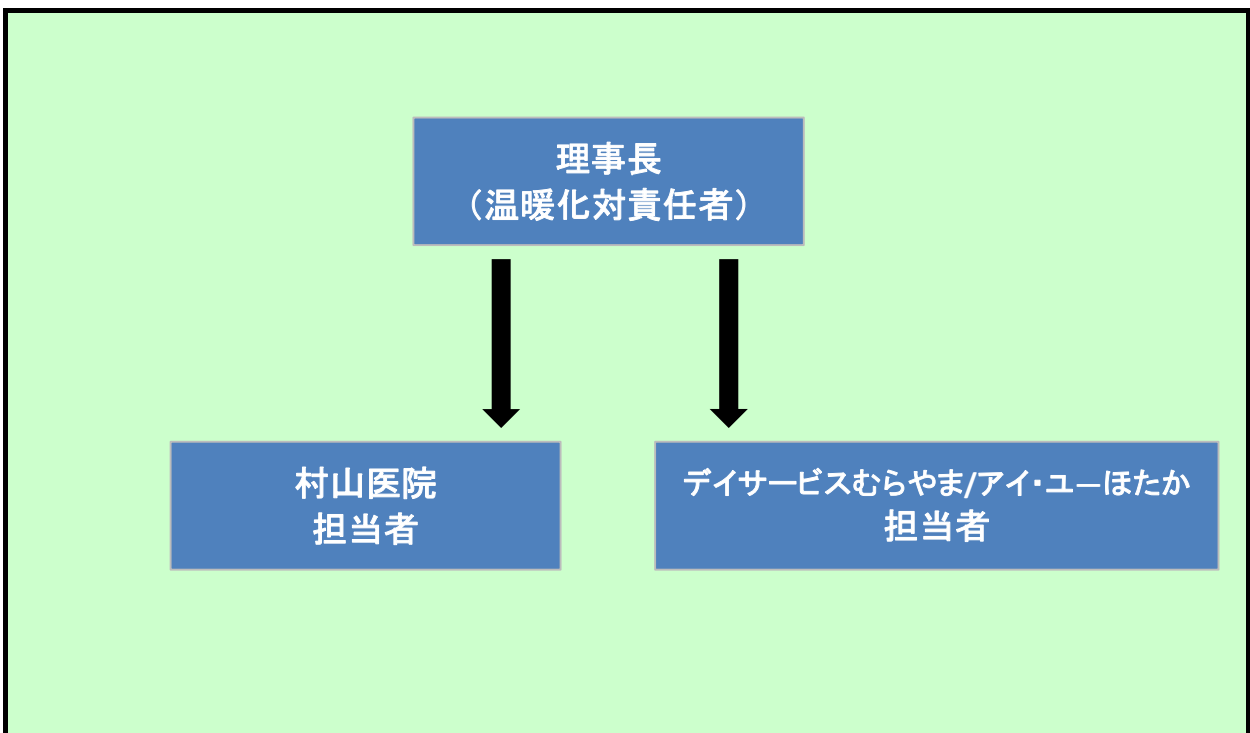 理事長
（温暖化対責任者）
村山医院
担当者
デイサービスむらやま/アイ・ユーほたか
担当者